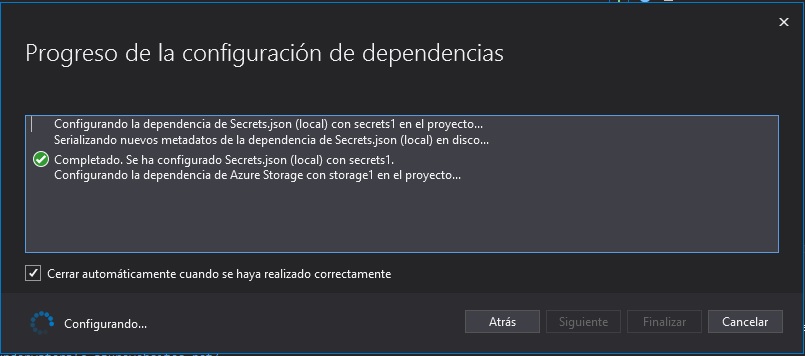 Progreso de la configuración de dependencias
Configurando la dependencia de Secrets.json (local) con secrets1 en el proyecto...
Serializando nuevos metadatos de la dependencia de Secrets.json (local) en disco...
Completado. Se ha configurado Secrets.json (local) con secrets1.
Configurando la dependencia de Azure Storage con storage1 en el proyecto...
Cerrar automáticamente cuando se haya realizado correctamente
Configurando...
Atrás
Siguiente
Finalizar
Cancelar